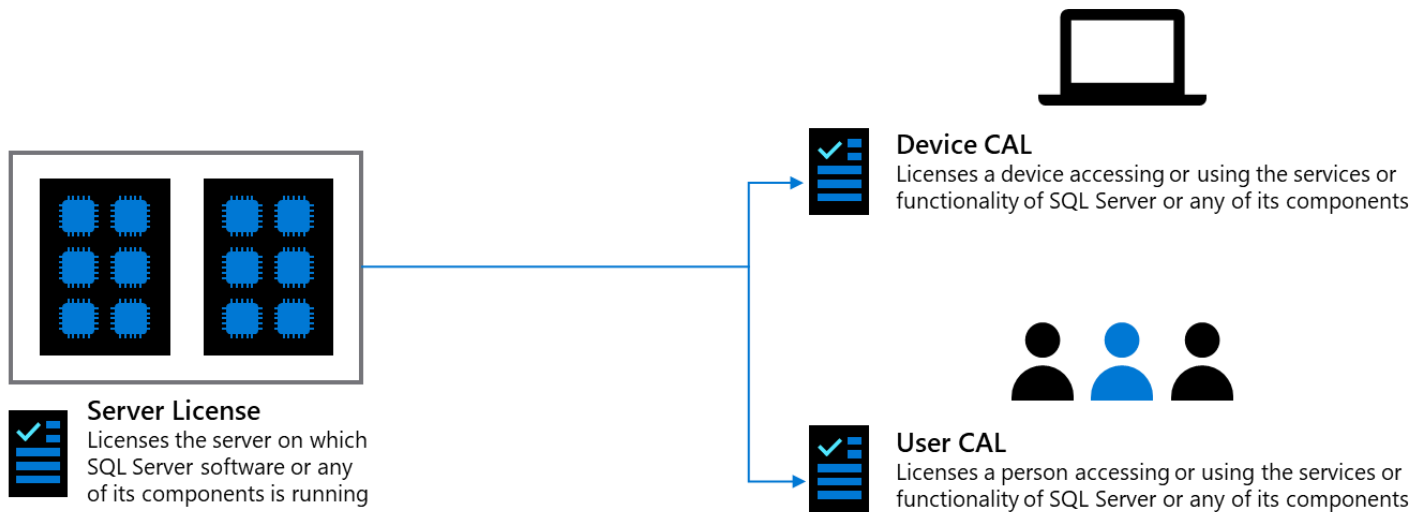 Device CAL
Licenses a device accessing or using the services or
functionality of SQL Server or any of its components
Server License
Licenses the server on which
SQL Server software or any
of its components is running
User CAL
Licenses a person accessing or using the services or
functionality of SQL Server or any of its components